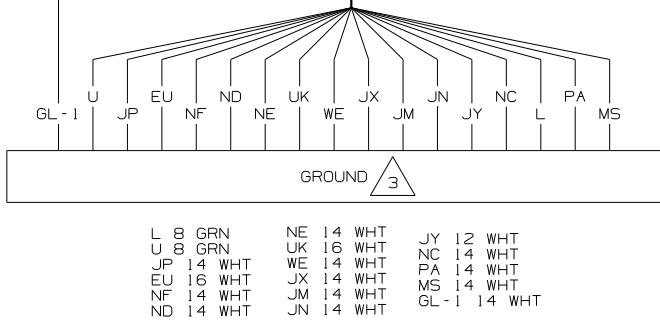 U EU ND UK JX JN NC PA
GL-1 JP NF NE WE JM JY L MS
GROUND 3
L 8 GRN
U 8 GRN
JP 14 WHT
EU 16 WHT
NF 14 WHT
ND 14 WHT
NE 14 WHT
UK 16 WHT
WE 14 WHT
JX 14 WHT
JM 14 WHT
JN 14 WHT
JY 12 WHT
NC 14 WHT
PA 14 WHT
MS 14 WHT
GL-1 14 WHT